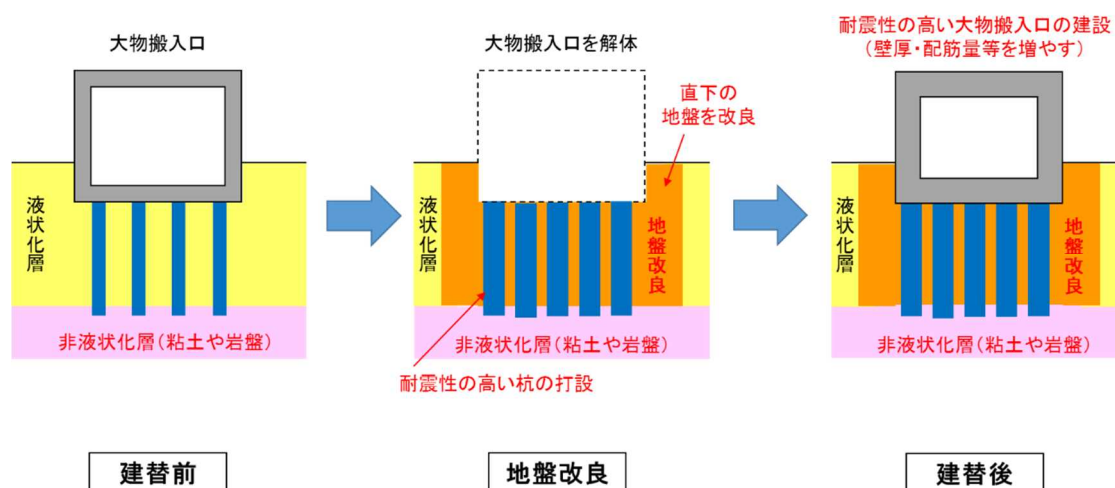 大物搬入口
液状化層
非液状化層(粘土や岩盤)
建替前
大物搬入口を解体
直下の
地盤を改良
液状化層
地盤改良
非液状化層(粘土や岩盤)
耐震性の高い杭の打設
地盤改良
耐震性の高い大物搬入口の建設
(壁厚・配筋量等を増やす)
液状化層
地盤改良
非液状化層(粘土や岩盤)
建替後